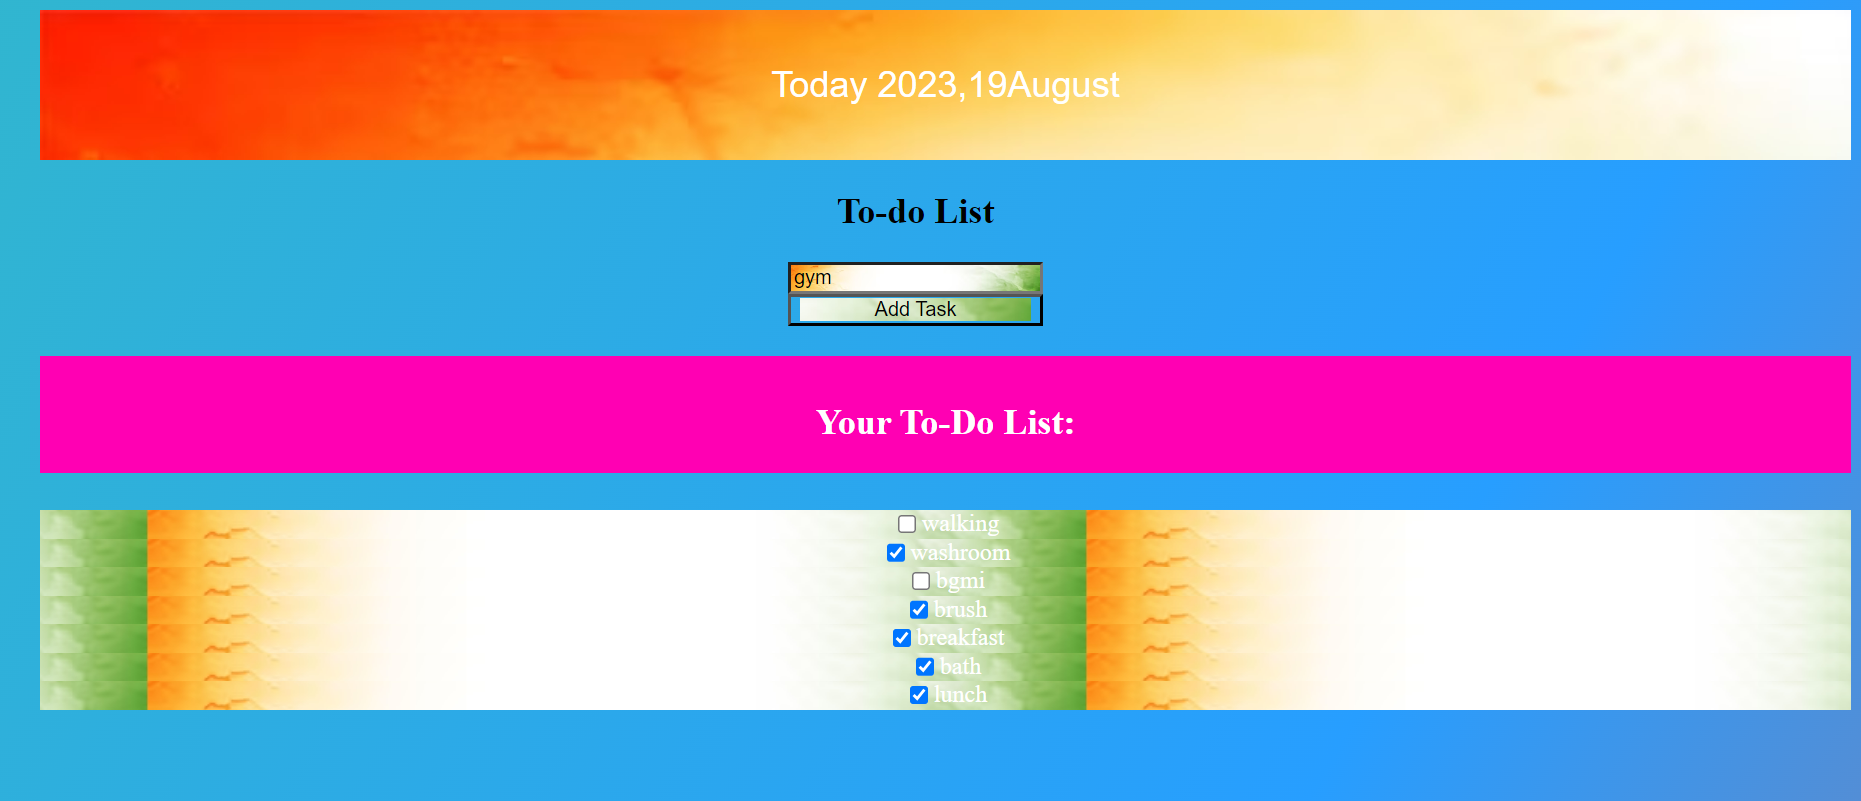 Today 2023,19August
To-do List
gym
Add Task
Your To-Do List:
walking
washroom
bgmi
brush
breakfast
bath
lunch